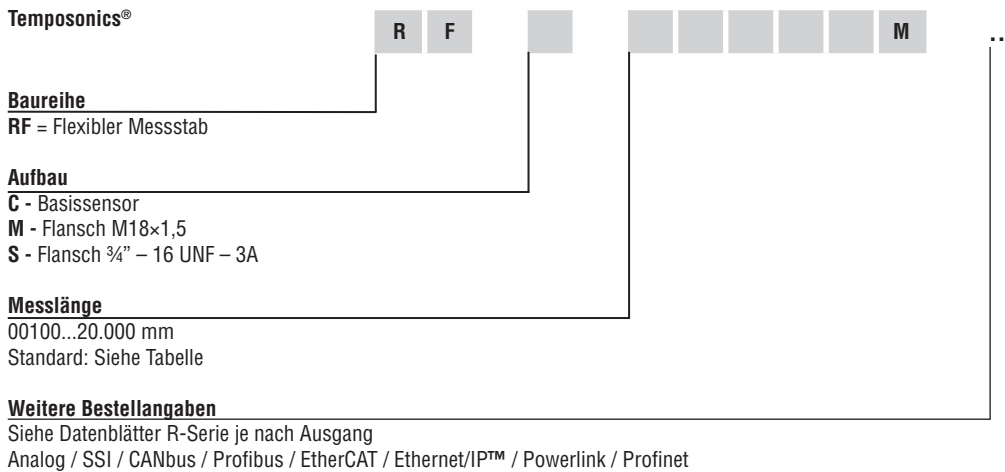 Temposonics®
R F M ..
Baureihe
RF = Flexibler Messstab
Aufbau
C - Basissensor
M - Flansch M18×1,5
S - Flansch ¾” – 16 UNF – 3A
Messlänge
00100...20.000 mm
Standard: Siehe Tabelle
Weitere Bestellangaben
Siehe Datenblätter R-Serie je nach Ausgang
Analog / SSI / CANbus / Profibus / EtherCAT / Ethernet/IP™ / Powerlink / Profinet